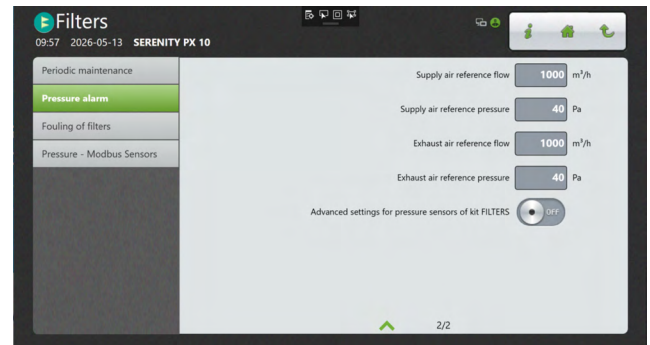 Filters
09:57 2026-05-13 SERENITY PX 10
Periodic maintenance
Pressure alarm
Fouling of filters
Pressure - Modbus Sensors
Supply air reference flow 1000 m³/h
Supply air reference pressure 40 Pa
Exhaust air reference flow 1000 m³/h
Exhaust air reference pressure 40 Pa
Advanced settings for pressure sensors of kit FILTERS OFF
2/2